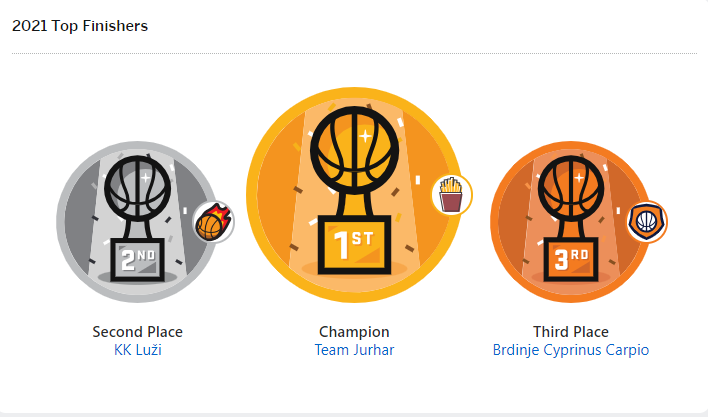 2021 Top Finishers
2ND
1ST
3RD
Second Place
KK Luži
Champion
Team Jurhar
Third Place
Brdinje Cyprinus Carpio